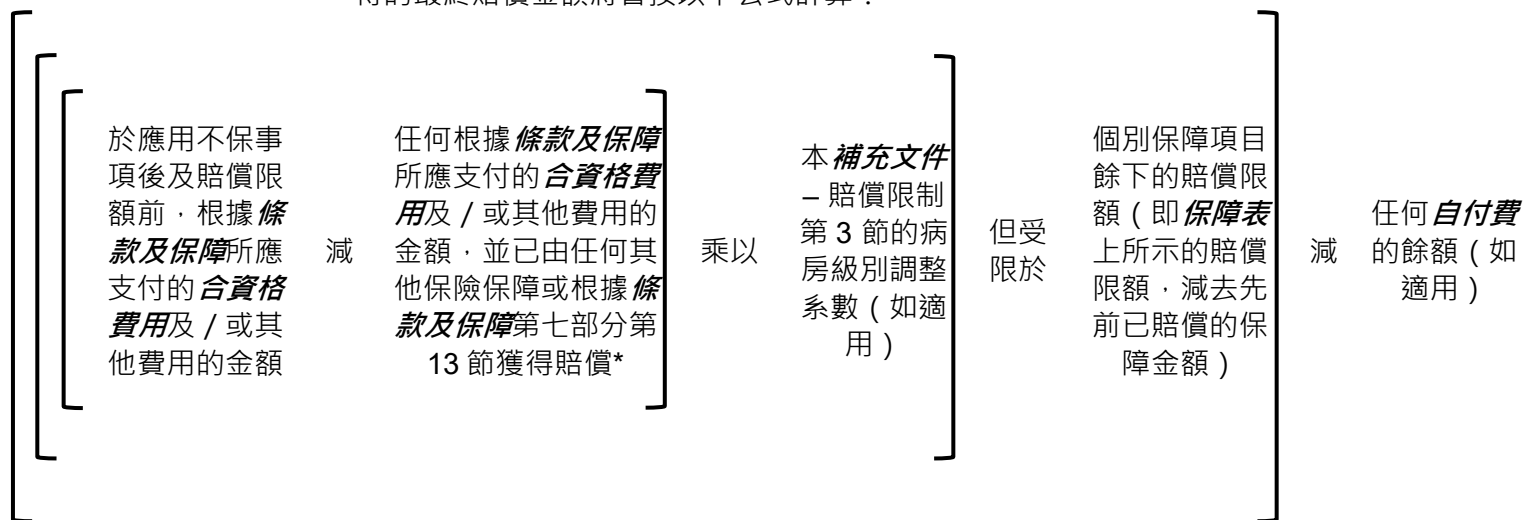 得的最終賠償金額將會按以下公式計算：
於應用不保事
項後及賠償限
額前，根據條
款及保障所應
支付的合資格
費用及 / 或其
他費用的金額
減
任何根據條款及保障
所應支付的合資格費
用及 / 或其他費用的
金額，並已由任何其
他保險保障或根據條
款及保障第七部分第
13 節獲得賠償*
乘以
本補充文件
– 賠償限制
第 3 節的病
房級別調整
系數（如適
用）
但受
限於
個別保障項目
餘下的賠償限
額（即保障表
上所示的賠償
限額，減去先
前已賠償的保
障金額）
減
任何自付費
的餘額（如
適用）